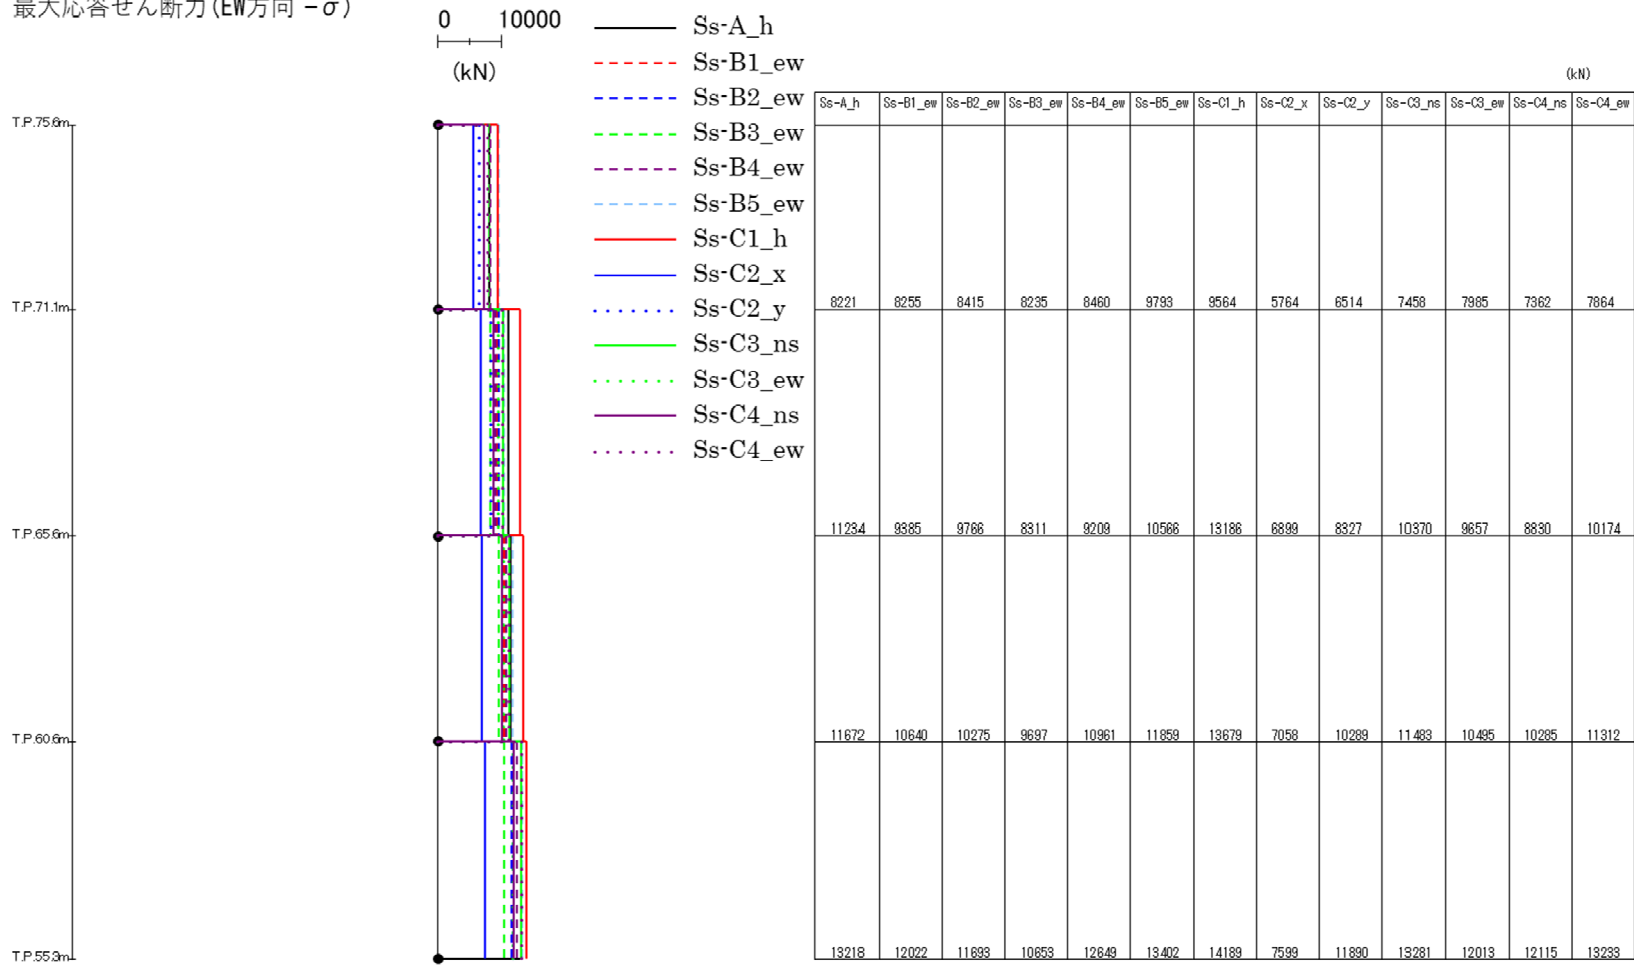 最大応答せん断力(EW方向 -σ)
0 10000
(kN)
Ss-A_h
Ss-B1_ew
Ss-B2_ew
Ss-B3_ew
Ss-B4_ew
Ss-B5_ew
Ss-C1_h
Ss-C2_x
Ss-C2_y
Ss-C3_ns
Ss-C3_ew
Ss-C4_ns
Ss-C4_ew
T.P.75.6m
T.P.71.1m
T.P.65.6m
T.P.60.6m
T.P.55.3m
(kN)
Ss-A_h Ss-B1_ew Ss-B2_ew Ss-B3_ew Ss-B4_ew Ss-B5_ew Ss-C1_h Ss-C2_x Ss-C2_y Ss-C3_ns Ss-C3_ew Ss-C4_ns Ss-C4_ew
8221 8255 8415 8235 8460 9793 9564 5764 6514 7458 7985 7362 7864
11234 9385 9766 8311 9209 10566 13186 6899 8327 10370 9657 8830 10174
11672 10640 10275 9697 10961 11859 13679 7058 10289 11483 10495 10285 11312
13218 12022 11693 10653 12649 13402 14189 7599 11890 13281 12013 12115 13233